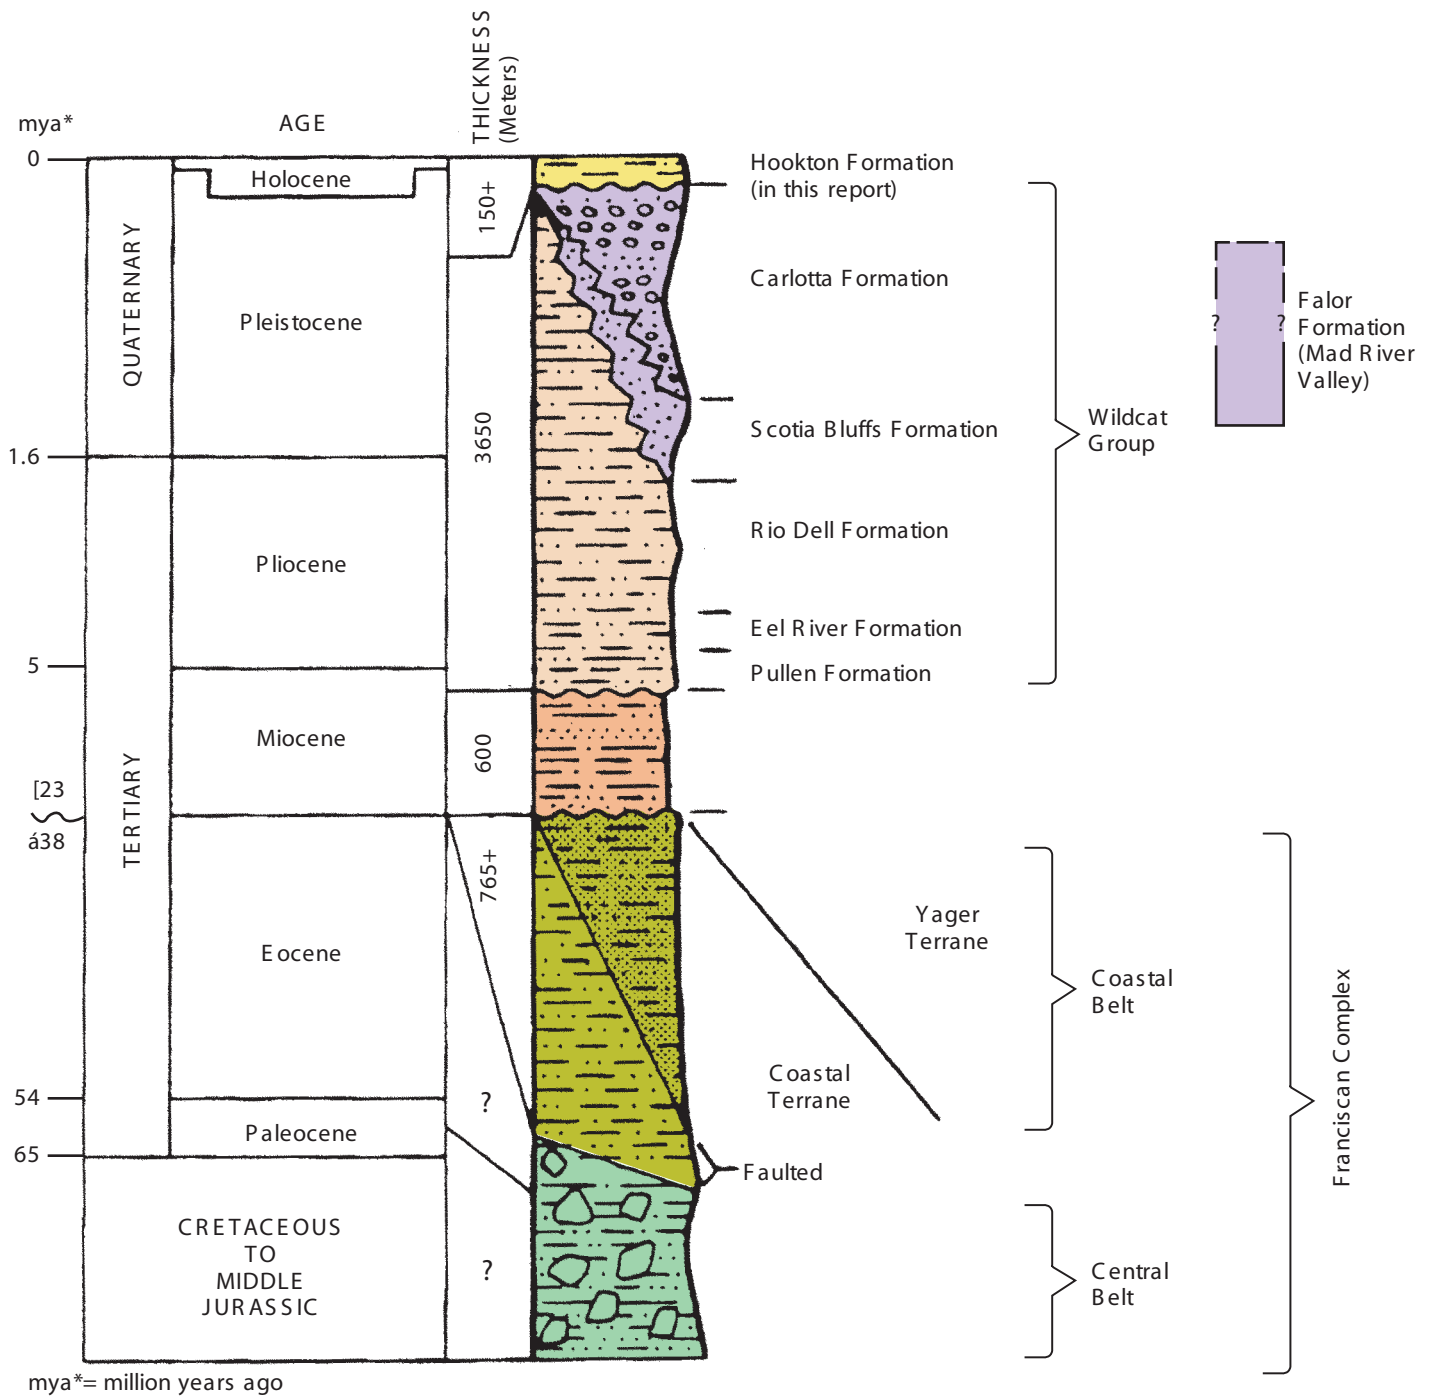 THICKNESS
(Meters)
mya*
AGE
0
Holocene
150+
Hookton Formation
(in this report)
QUATERNARY
Pleistocene
Carlotta Formation
Falor
Formation
(Mad River
Valley)
?
?
3650
Scotia Bluffs Formation
Wildcat
Group
1.6
Rio Dell Formation
Pliocene
Eel River Formation
5
Pullen Formation
Miocene
600
TERTIARY
[23
á38
765+
Yager
Terrane
Eocene
Coastal
Belt
Franciscan Complex
Coastal
Terrane
54
?
Paleocene
65
Faulted
CRETACEOUS
TO
MIDDLE
JURASSIC
?
Central
Belt
mya*= million years ago